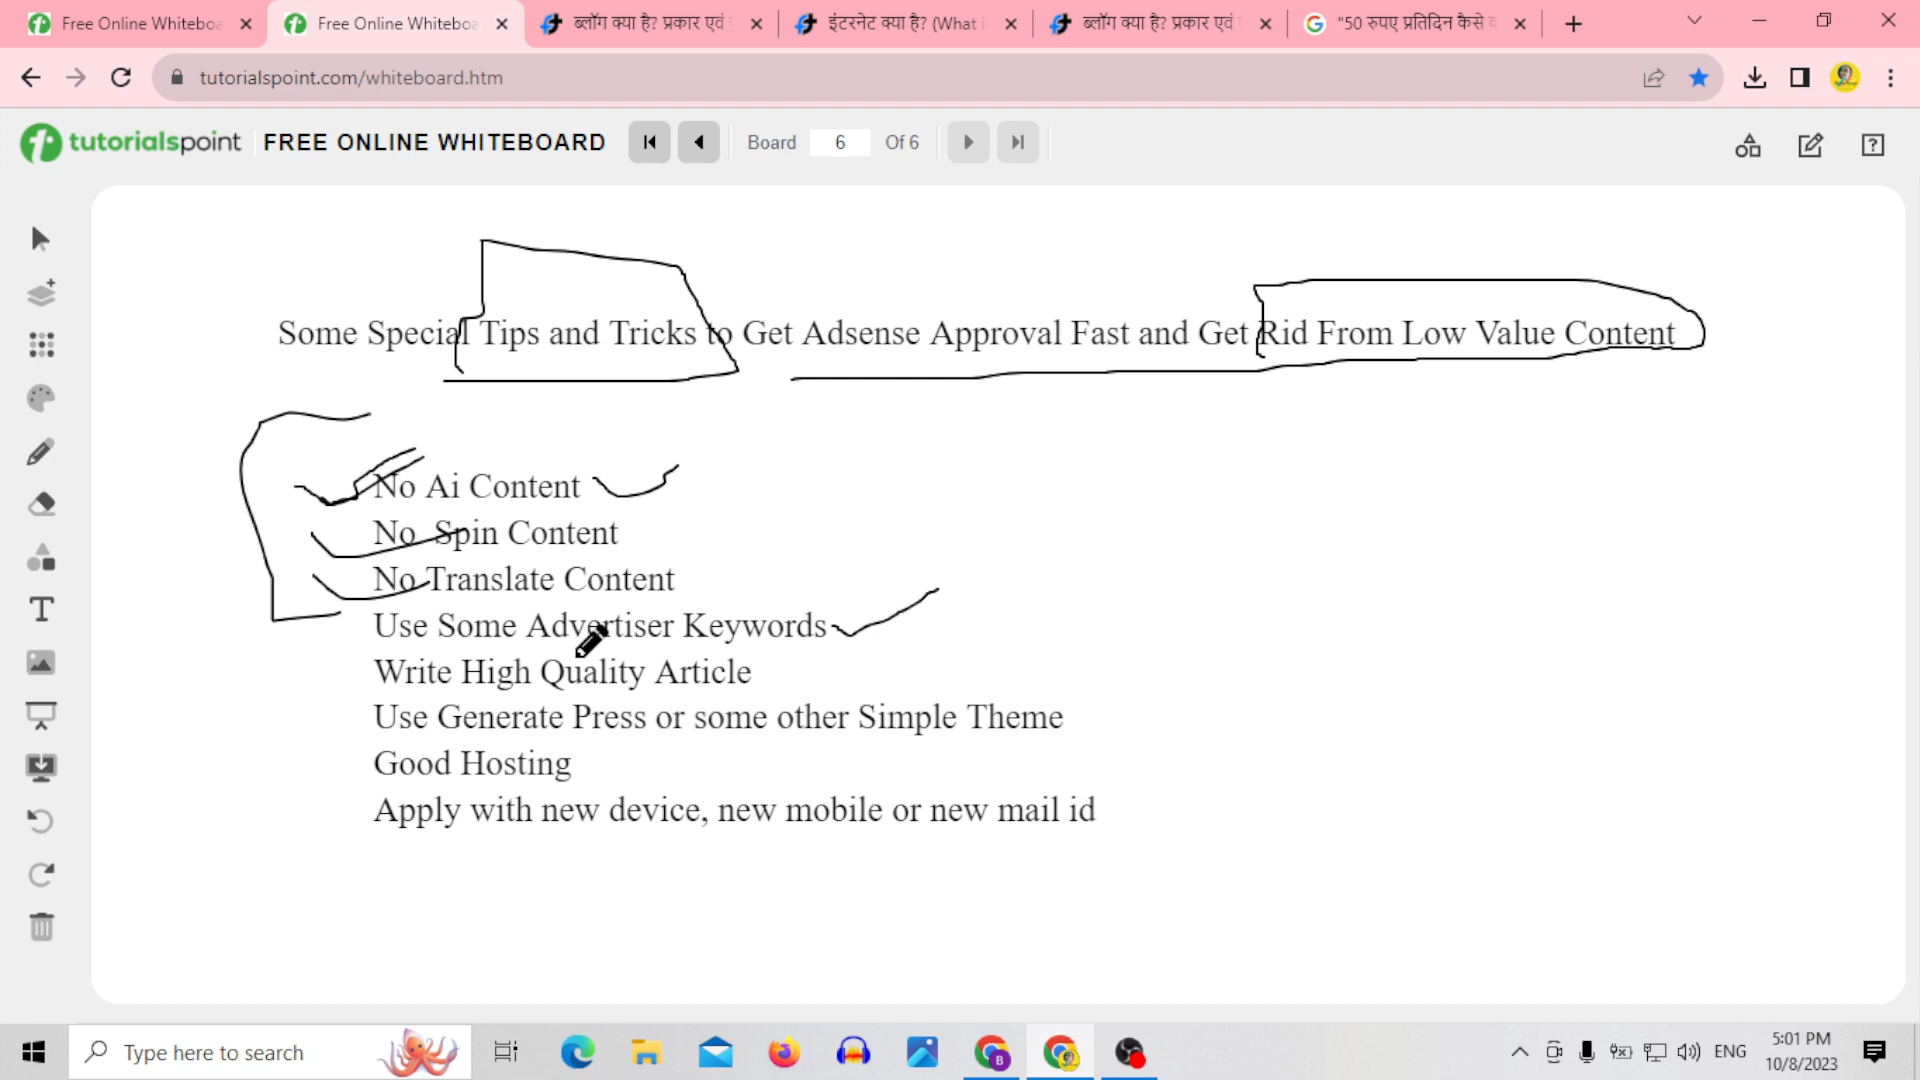 Free Online Whiteboa
Free Online Whiteboa
ब्लॉग क्या है? प्रकार एवं
इंटरनेट क्या है? (What i
ब्लॉग क्या है? प्रकार एवं
"50 रुपए प्रतिदिन कैसे
tutorialspoint.com/whiteboard.htm
tutorialspoint FREE ONLINE WHITEBOARD Board 6 Of 6
Some Special Tips and Tricks to Get Adsense Approval Fast and Get Rid From Low Value Content
No Ai Content
No Spin Content
No Translate Content
Use Some Advertiser Keywords
Write High Quality Article
Use Generate Press or some other Simple Theme
Good Hosting
Apply with new device, new mobile or new mail id
Type here to search
ENG
5:01 PM
10/8/2023